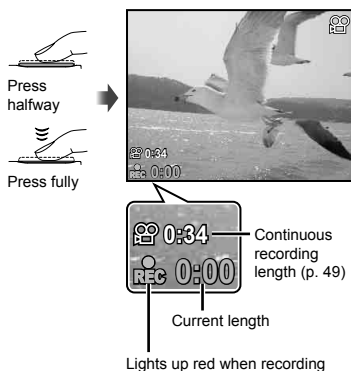 Press
halfway
Press fully
0:34
REC 0:00
0:34
REC 0:00
Continuous
recording
length (p. 49)
Current length
Lights up red when recording